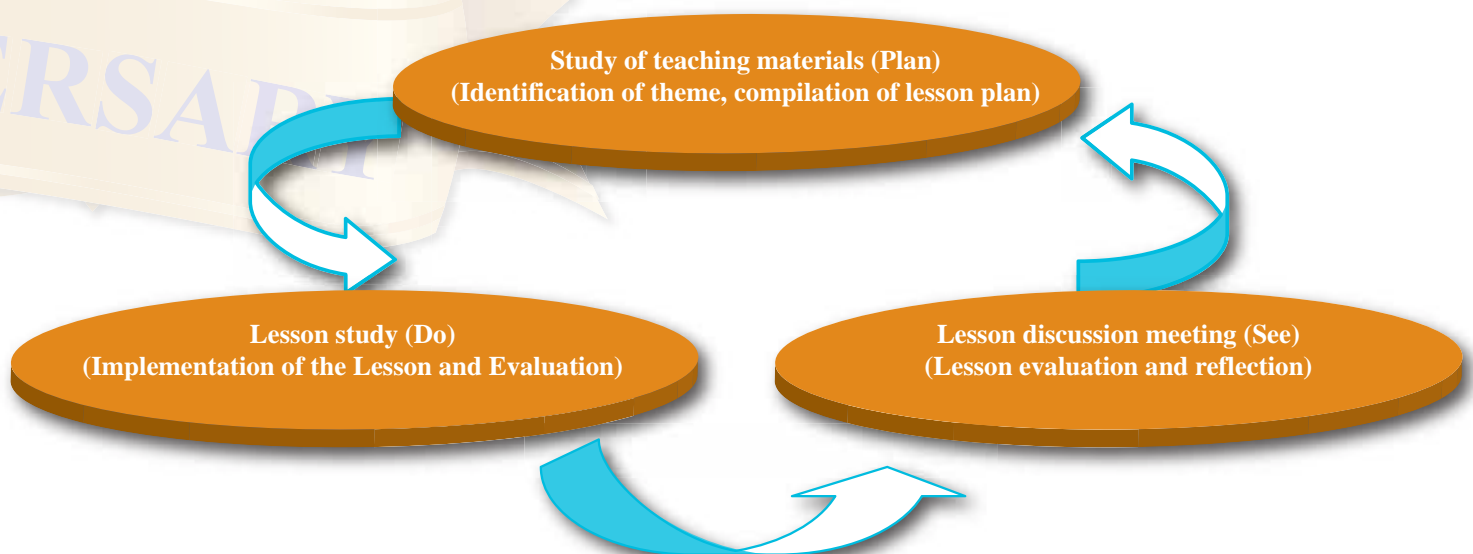 ERSARY
Study of teaching materials (Plan)
(Identification of theme, compilation of lesson plan)
Lesson study (Do)
(Implementation of the Lesson and Evaluation)
Lesson discussion meeting (See)
(Lesson evaluation and reflection)